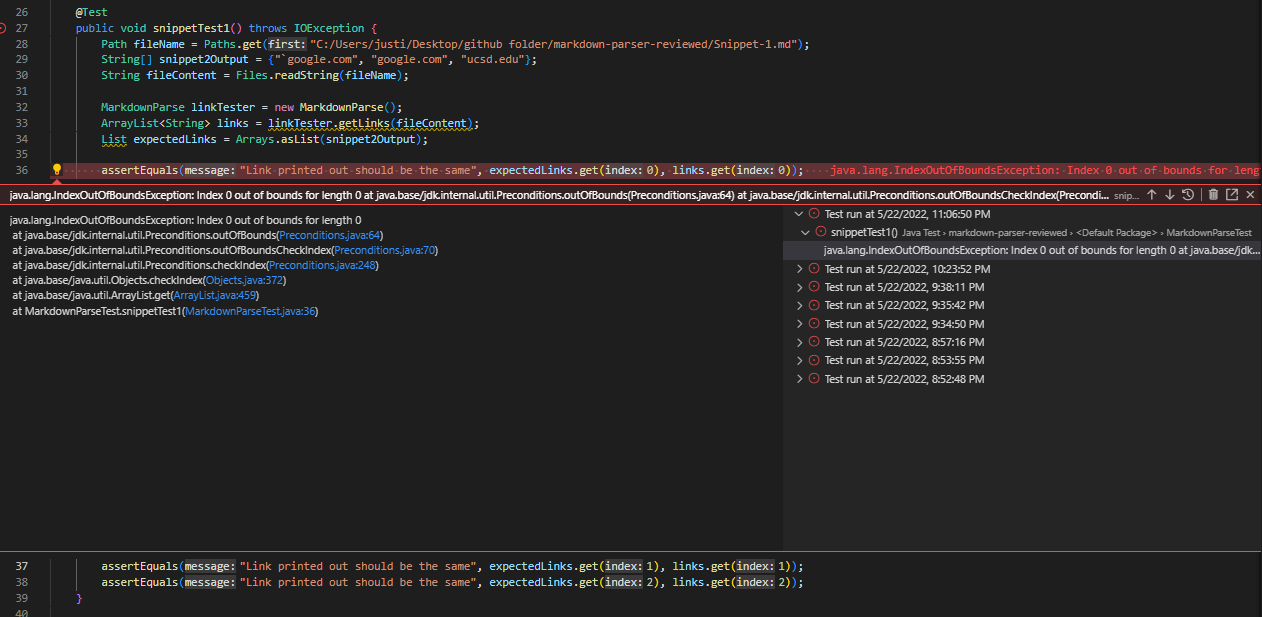 26 @Test
27 public void snippetTest1() throws IOException {
28 Path fileName = Paths.get(first: "C:/Users/justi/Desktop/github folder/markdown-parser-reviewed/Snippet-1.md");
29 String[] snippet2Output = {"`google.com", "google.com", "ucsd.edu"};
30 String fileContent = Files.readString(fileName);
31
32 MarkdownParse linkTester = new MarkdownParse();
33 ArrayList<String> links = linkTester.getLinks(fileContent);
34 List expectedLinks = Arrays.asList(snippet2Output);
35
36 assertEquals(message: "Link printed out should be the same", expectedLinks.get(index: 0), links.get(index: 0)); java.lang.IndexOutOfBoundsException: Index 0 out of bounds for leng
java.lang.IndexOutOfBoundsException: Index 0 out of bounds for length 0 at java.base/jdk.internal.util.Preconditions.outOfBounds(Preconditions.java:64) at java.base/jdk.internal.util.Preconditions.outOfBoundsCheckIndex(Precondi... snip...
java.lang.IndexOutOfBoundsException: Index 0 out of bounds for length 0
at java.base/jdk.internal.util.Preconditions.outOfBounds(Preconditions.java:64)
at java.base/jdk.internal.util.Preconditions.outOfBoundsCheckIndex(Preconditions.java:70)
at java.base/jdk.internal.util.Preconditions.checkIndex(Preconditions.java:248)
at java.base/java.util.Objects.checkIndex(Objects.java:372)
at java.base/java.util.ArrayList.get(ArrayList.java:459)
at MarkdownParseTest.snippetTest1(MarkdownParseTest.java:36)
Test run at 5/22/2022, 11:06:50 PM
snippetTest1() Java Test › markdown-parser-reviewed › <Default Package> › MarkdownParseTest
java.lang.IndexOutOfBoundsException: Index 0 out of bounds for length 0 at java.base/jdk...
Test run at 5/22/2022, 10:23:52 PM
Test run at 5/22/2022, 9:38:11 PM
Test run at 5/22/2022, 9:35:42 PM
Test run at 5/22/2022, 9:34:50 PM
Test run at 5/22/2022, 8:57:16 PM
Test run at 5/22/2022, 8:53:55 PM
Test run at 5/22/2022, 8:52:48 PM
37 assertEquals(message: "Link printed out should be the same", expectedLinks.get(index: 1), links.get(index: 1));
38 assertEquals(message: "Link printed out should be the same", expectedLinks.get(index: 2), links.get(index: 2));
39 }
40